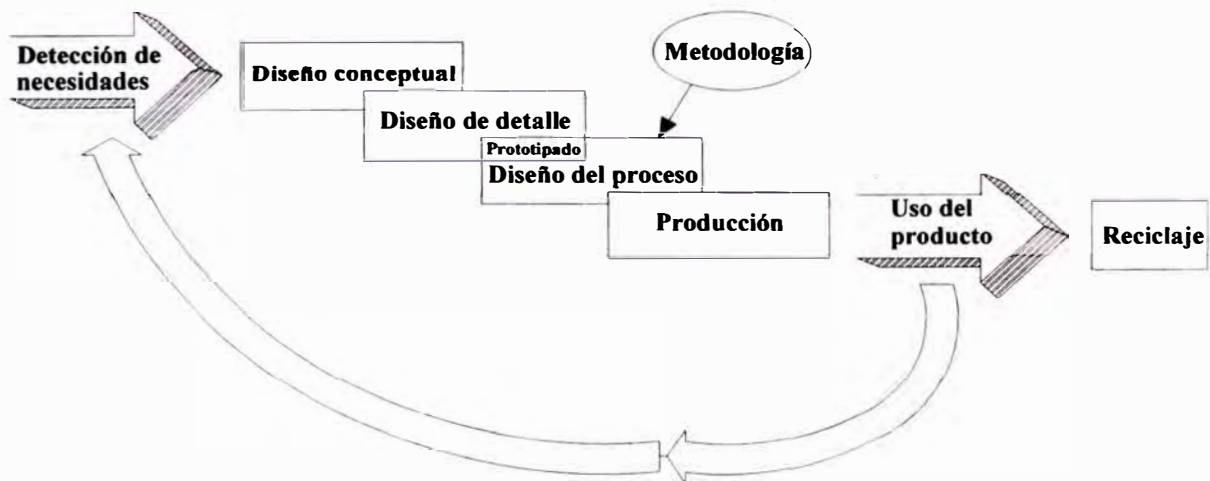 Detección de
necesidades
Diseño conceptual
Metodología
Diseño de detalle
Prototipado
Diseño del proceso
Producción
Uso del
producto
Reciclaje